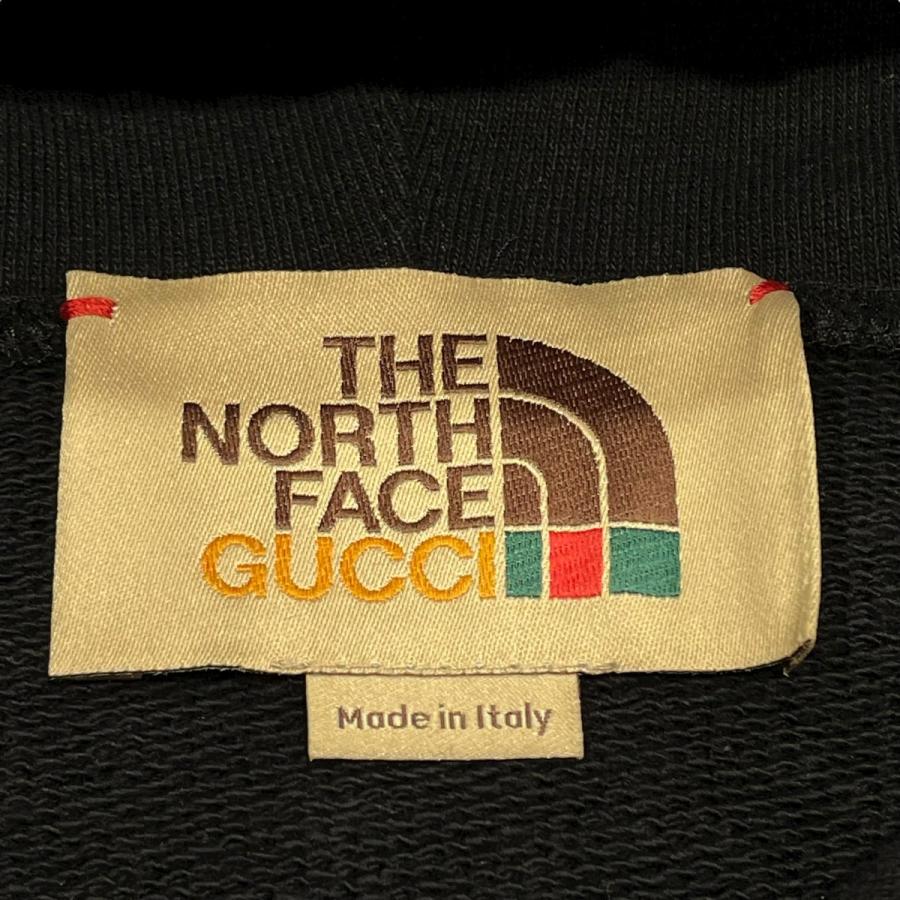 THE
NORTH
FACE
GUCCI
Made in Italy